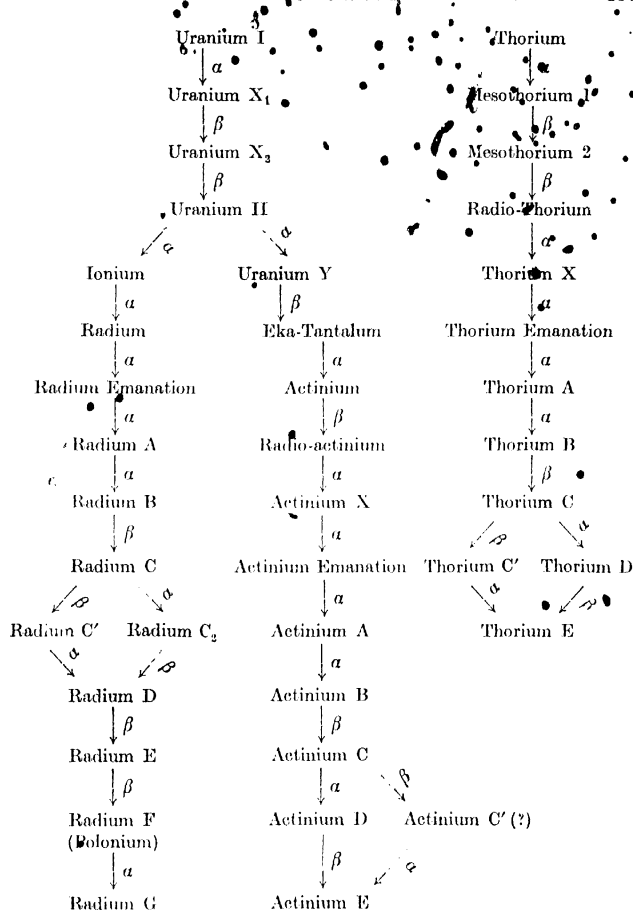 Uranium I Thorium
α α
Uranium X₁ Mesothorium 1
β β
Uranium X₂ Mesothorium 2
β β
Uranium II Radio-Thorium
α α α
Ionium Uranium Y Thorium X
α β α
Radium Eka-Tantalum Thorium Emanation
α α α
Radium Emanation Actinium Thorium A
α β α
Radium A Radio-actinium Thorium B
α α β
Radium B Actinium X Thorium C
β α β α
Radium C Actinium Emanation Thorium C′ Thorium D
β α α α β
Radium C′ Radium C₂ Actinium A Thorium E
α β α
Radium D Actinium B
β β
Radium E Actinium C
β α β
Radium F Actinium D Actinium C′ (?)
(Polonium)
α β α
Radium G Actinium E